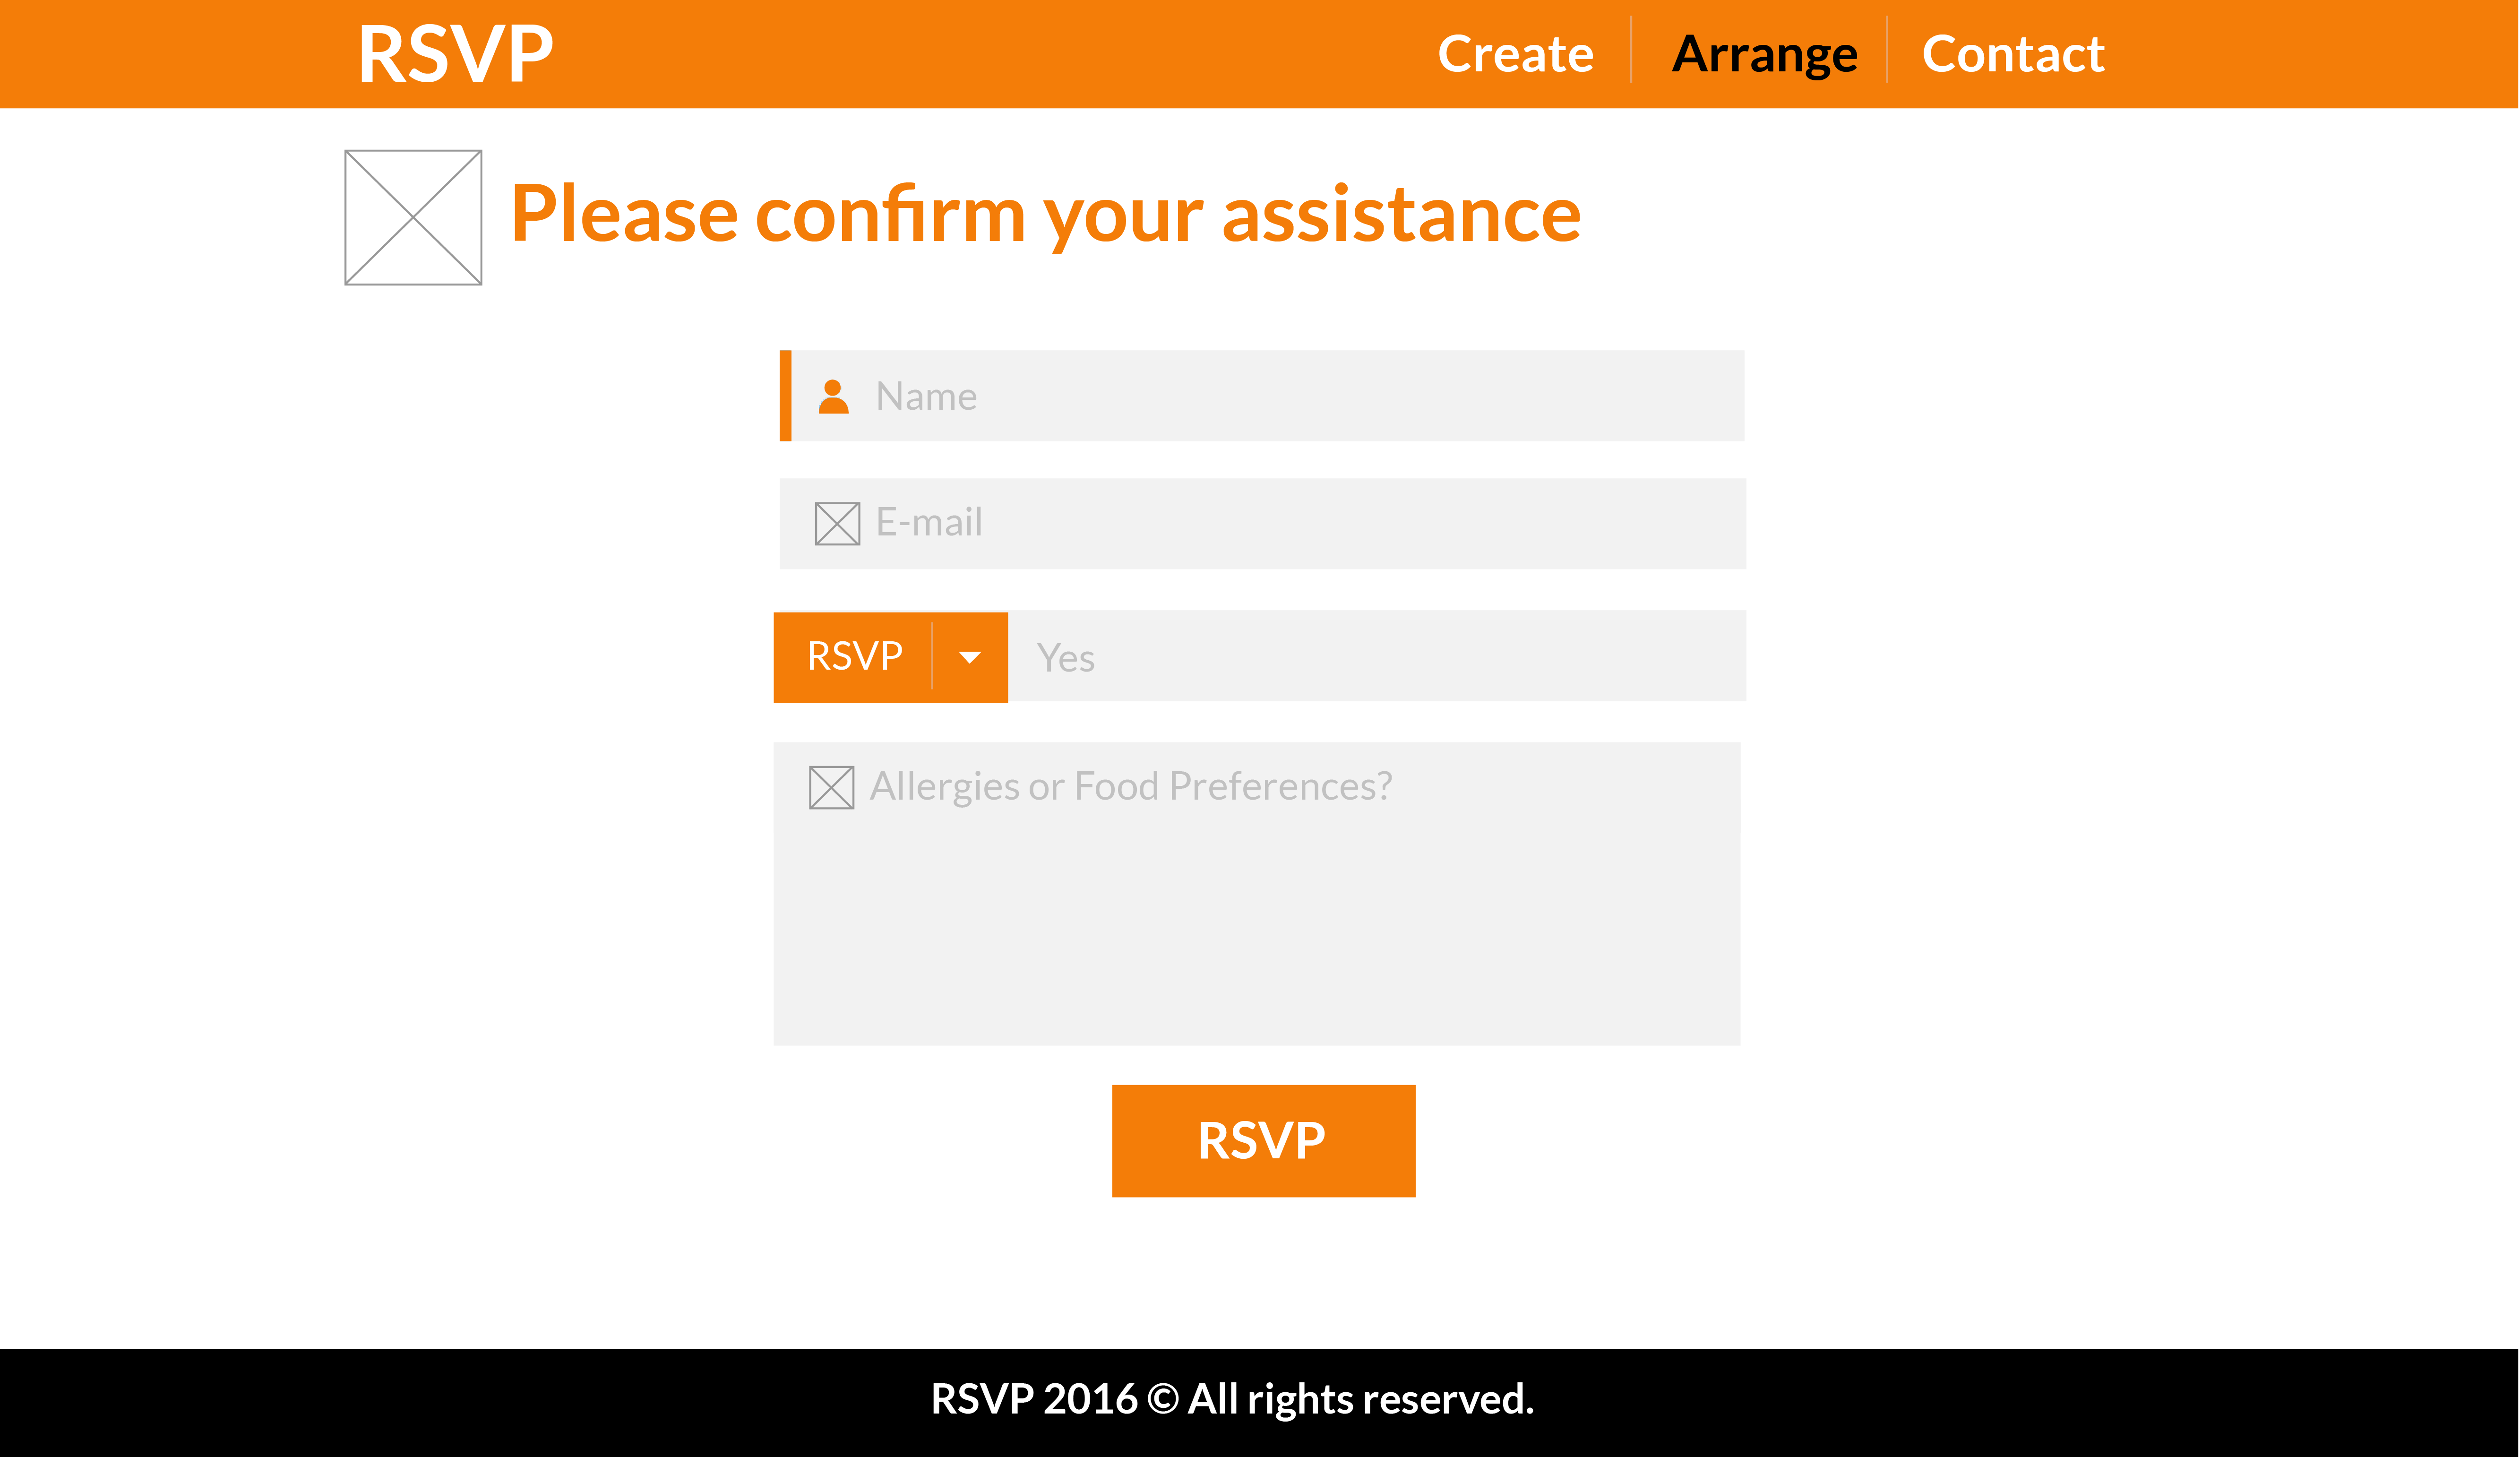 RSVP
Create
Arrange
Contact
Please confirm your assistance
Name
E-mail
RSVP
Yes
Allergies or Food Preferences?
RSVP
RSVP 2016 © All rights reserved.